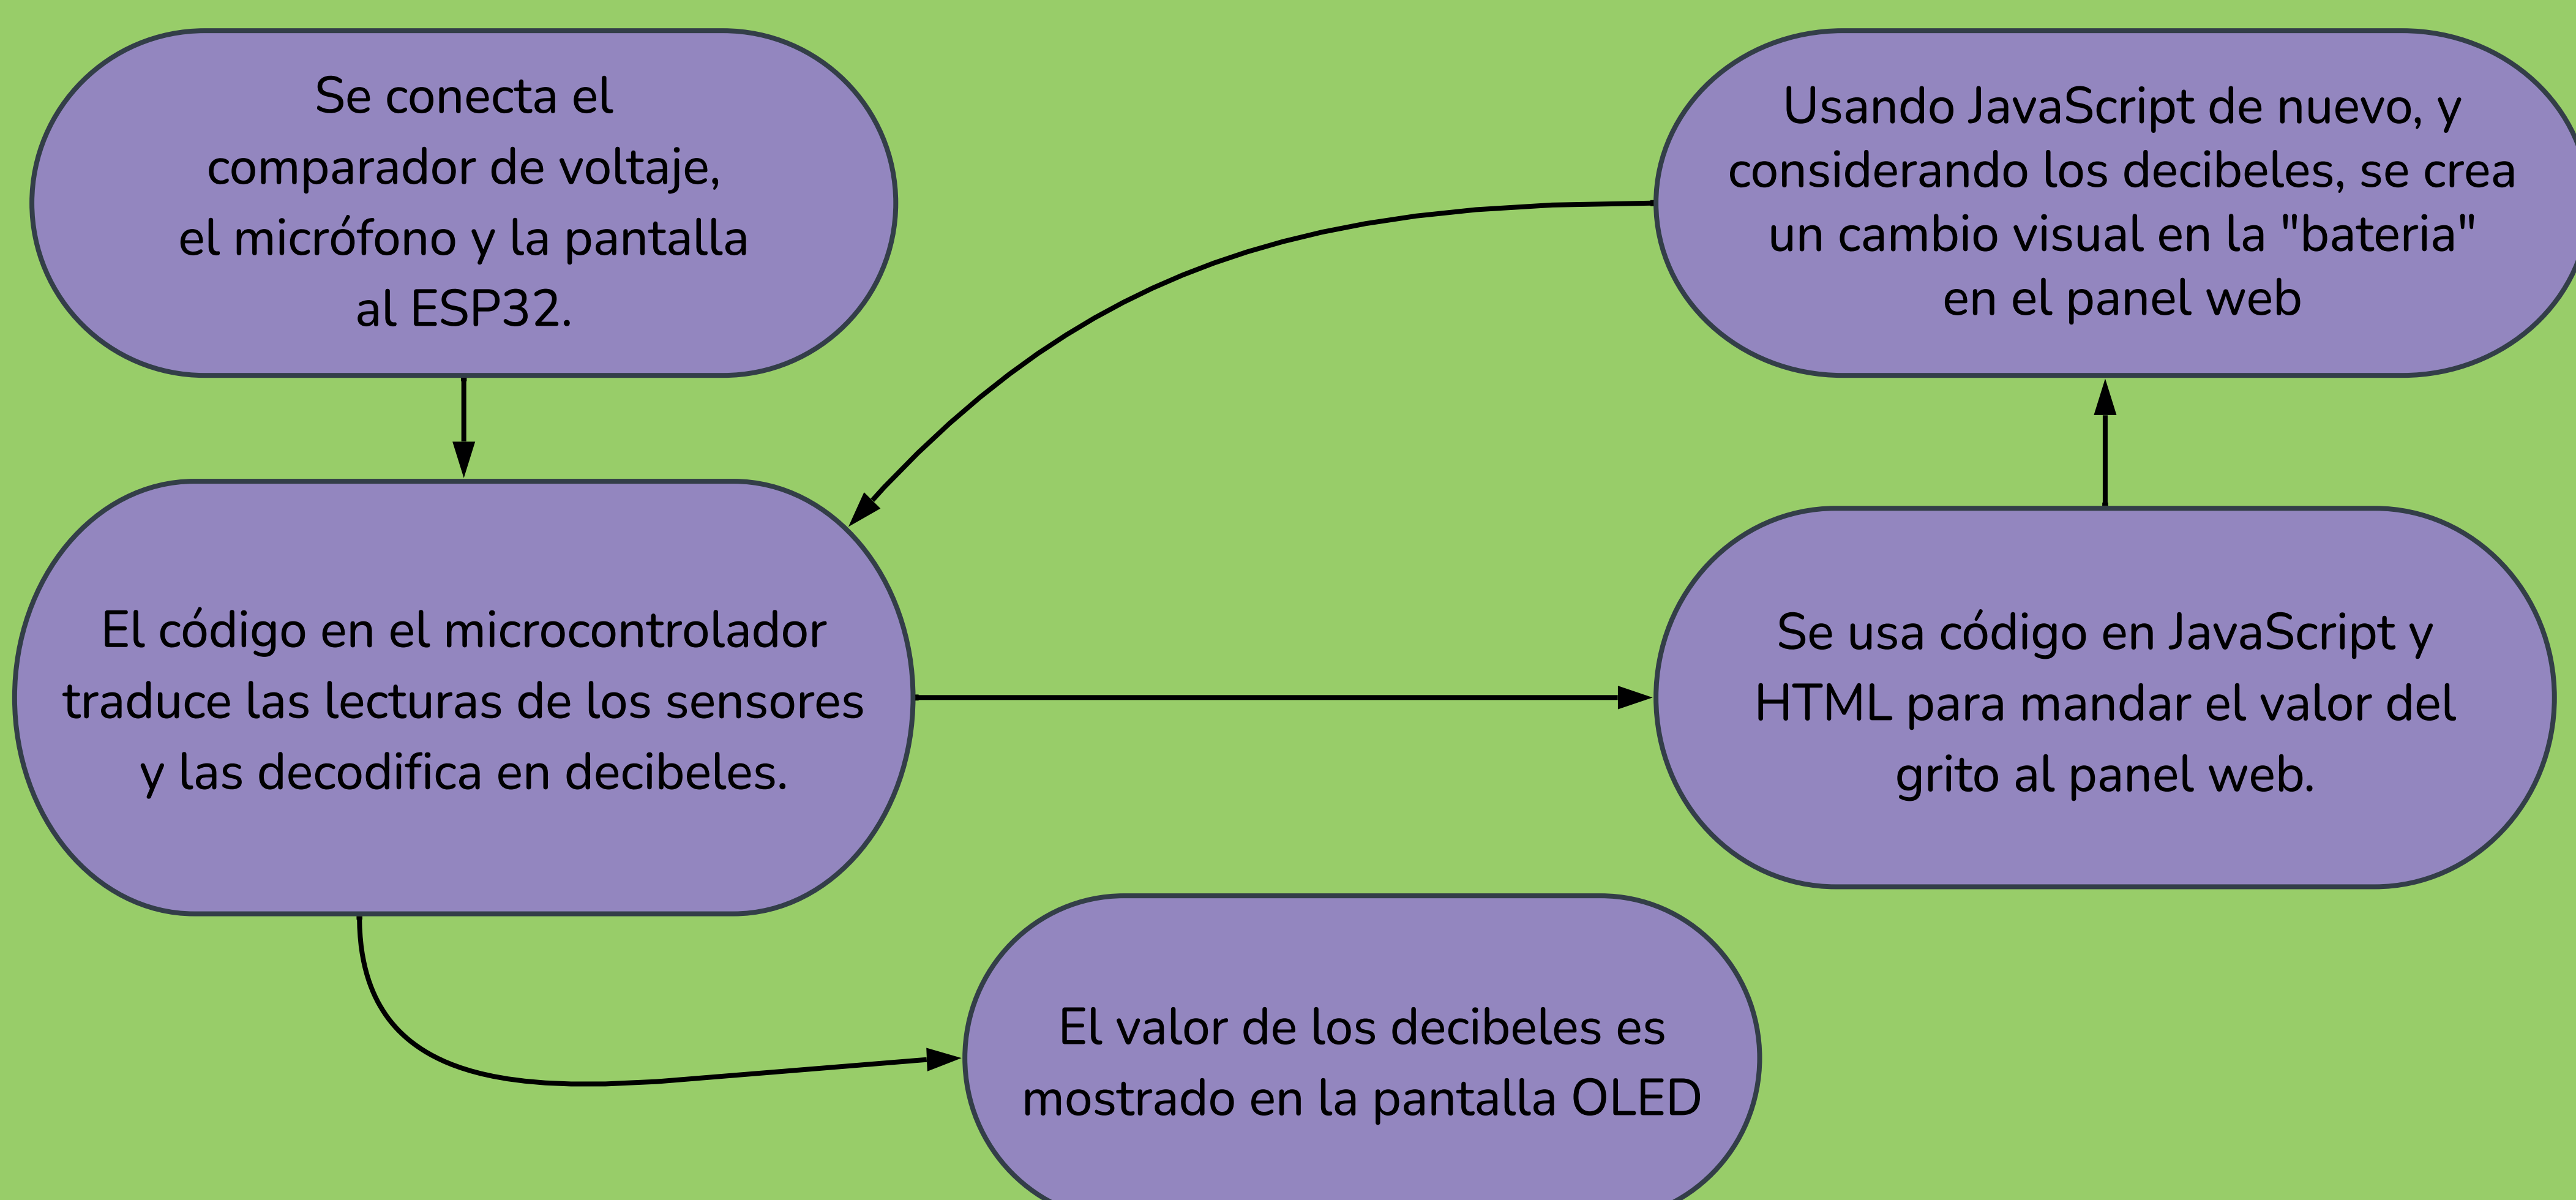 Se conecta el
comparador de voltaje,
el micrófono y la pantalla
al ESP32.
El código en el microcontrolador
traduce las lecturas de los sensores
y las decodifica en decibeles.
Se usa código en JavaScript y
HTML para mandar el valor del
grito al panel web.
Usando JavaScript de nuevo, y
considerando los decibeles, se crea
un cambio visual en la "bateria"
en el panel web
El valor de los decibeles es
mostrado en la pantalla OLED